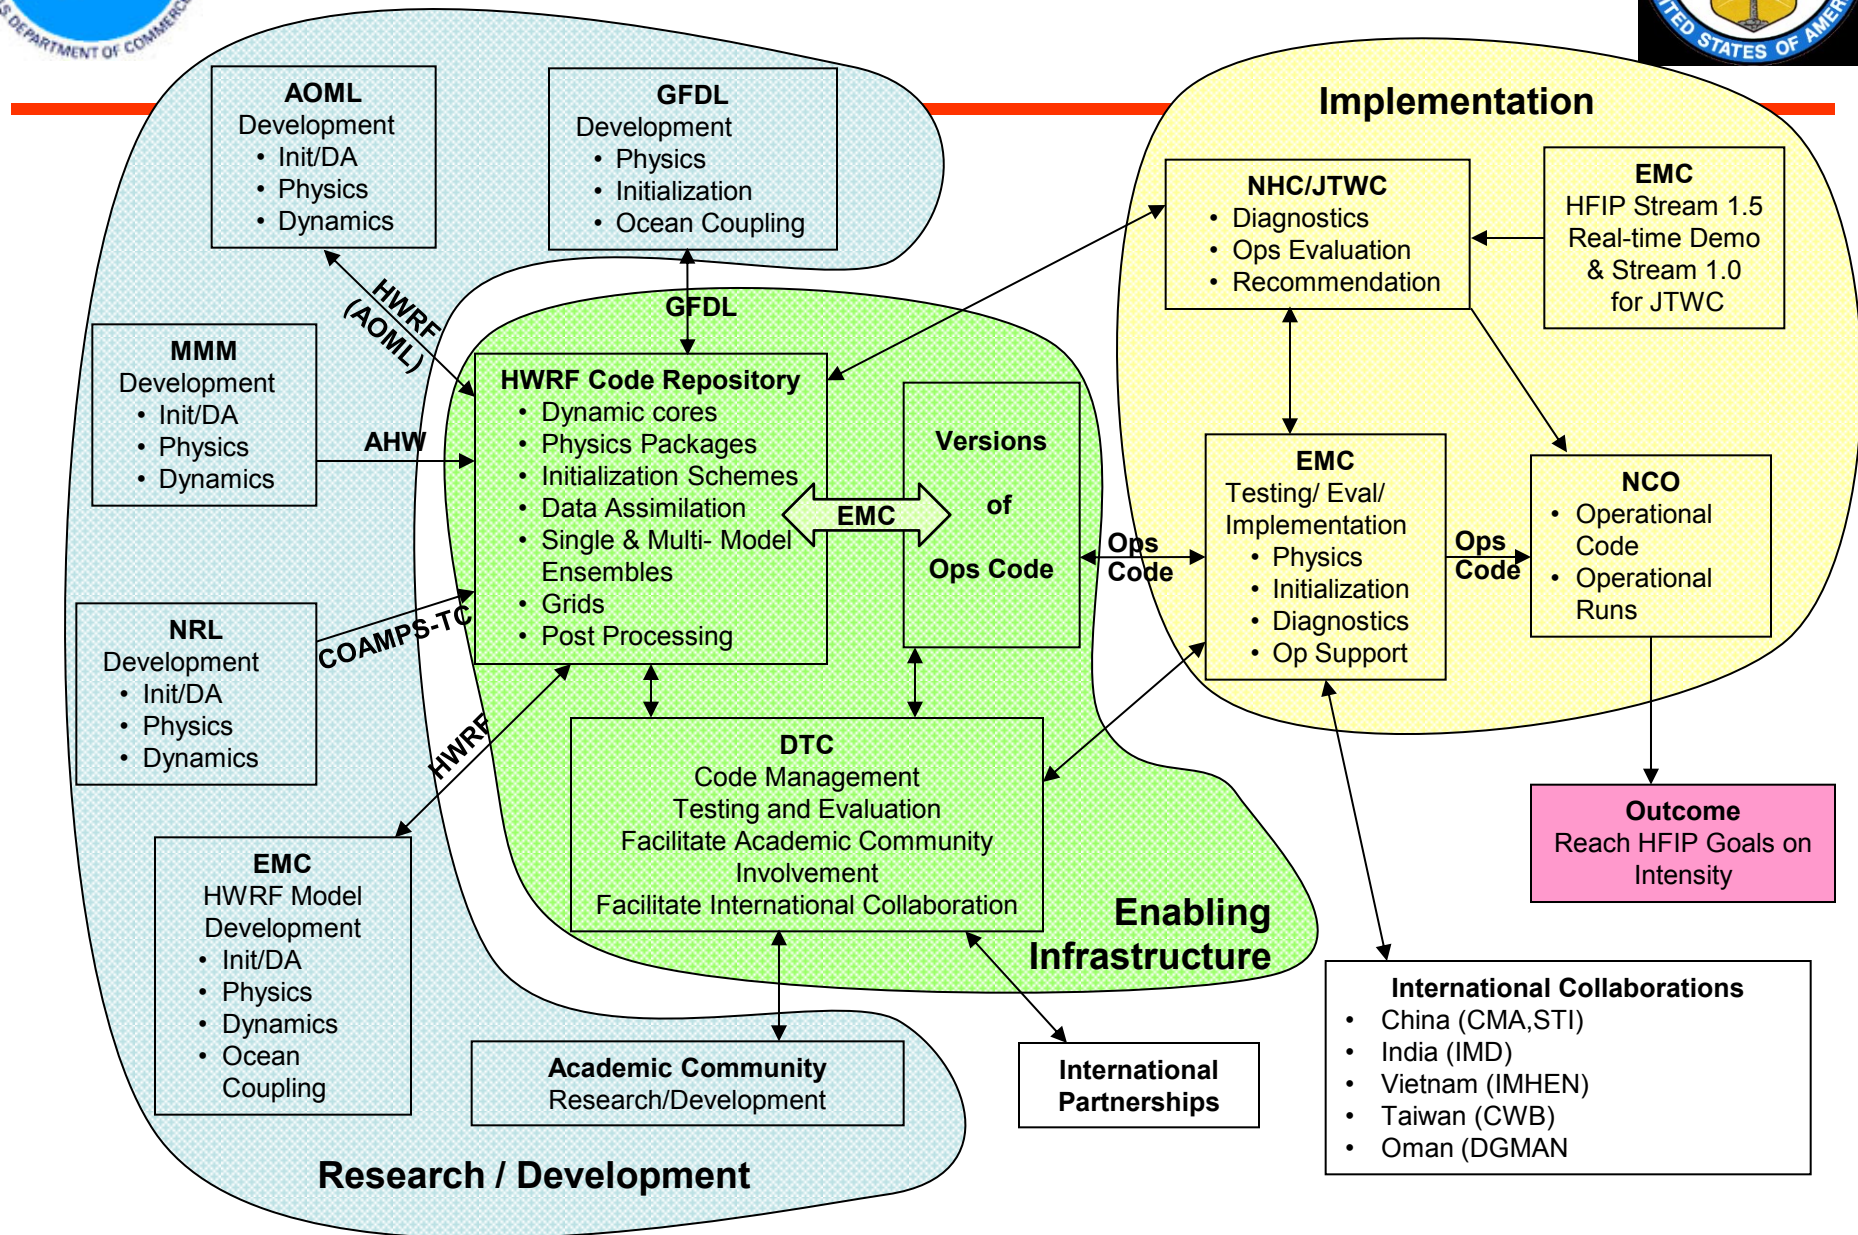 S DEPARTMENT OF COMMERCE
UNITED STATES OF AMER
AOML
Development
• Init/DA
• Physics
• Dynamics
GFDL
Development
• Physics
• Initialization
• Ocean Coupling
Implementation
NHC/JTWC
• Diagnostics
• Ops Evaluation
• Recommendation
EMC
HFIP Stream 1.5
Real-time Demo
& Stream 1.0
for JTWC
HWRF
(AOML)
GFDL
MMM
Development
• Init/DA
• Physics
• Dynamics
AHW
HWRF Code Repository
• Dynamic cores
• Physics Packages
• Initialization Schemes
• Data Assimilation
• Single & Multi- Model
Ensembles
• Grids
• Post Processing
EMC
Versions
of
Ops Code
Ops
Code
EMC
Testing/ Eval/
Implementation
• Physics
• Initialization
• Diagnostics
• Op Support
Ops
Code
NCO
• Operational
Code
• Operational
Runs
NRL
Development
• Init/DA
• Physics
• Dynamics
COAMPS-TC
HWRF
DTC
Code Management
Testing and Evaluation
Facilitate Academic Community
Involvement
Facilitate International Collaboration
Outcome
Reach HFIP Goals on
Intensity
EMC
HWRF Model
Development
• Init/DA
• Physics
• Dynamics
• Ocean
Coupling
Enabling
Infrastructure
Academic Community
Research/Development
International
Partnerships
International Collaborations
• China (CMA,STI)
• India (IMD)
• Vietnam (IMHEN)
• Taiwan (CWB)
• Oman (DGMAN
Research / Development